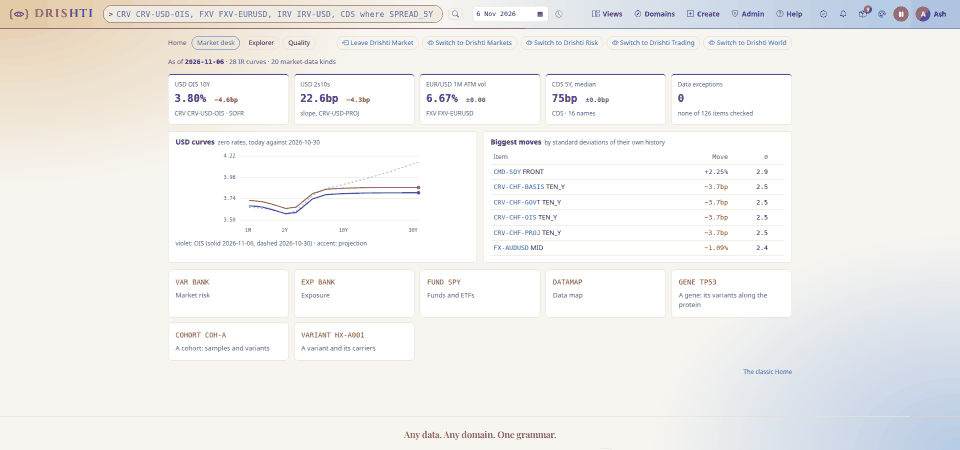 DRISHTI
> CRV CRV-USD-OIS, FXV FXV-EURUSD, IRV IRV-USD, CDS where SPREAD_5Y
6 Nov 2026
Views
Domains
Create
Admin
Help
A Ash
Home
Market desk
Explorer
Quality
Leave Drishti Market
Switch to Drishti Markets
Switch to Drishti Risk
Switch to Drishti Trading
Switch to Drishti World
As of 2026-11-06 · 28 IR curves · 20 market-data kinds
USD OIS 10Y
3.80% −4.6bp
CRV CRV-USD-OIS · SOFR
USD 2s10s
22.6bp −4.3bp
slope, CRV-USD-PROJ
EUR/USD 1M ATM vol
6.67% ±0.00
FXV FXV-EURUSD
CDS 5Y, median
75bp ±0.0bp
CDS · 16 names
Data exceptions
0
none of 126 items checked
USD curves zero rates, today against 2026-10-30
4.22
3.98
3.74
3.50
1M 2Y 10Y 30Y
violet: OIS (solid 2026-11-06, dashed 2026-10-30) · accent: projection
Biggest moves by standard deviations of their own history
Item Move σ
CMD-SOY FRONT +2.25% 2.9
CRV-CHF-BASIS TEN_Y −3.7bp 2.5
CRV-CHF-GOVT TEN_Y −3.7bp 2.5
CRV-CHF-OIS TEN_Y −3.7bp 2.5
CRV-CHF-PROJ TEN_Y −3.7bp 2.5
FX-AUDUSD MID −1.09% 2.4
VAR BANK
Market risk
EXP BANK
Exposure
FUND SPY
Funds and ETFs
DATAMAP
Data map
GENE TP53
A gene: its variants along the
protein
COHORT COH-A
A cohort: samples and variants
VARIANT HX-A001
A variant and its carriers
The classic Home
Any data. Any domain. One grammar.